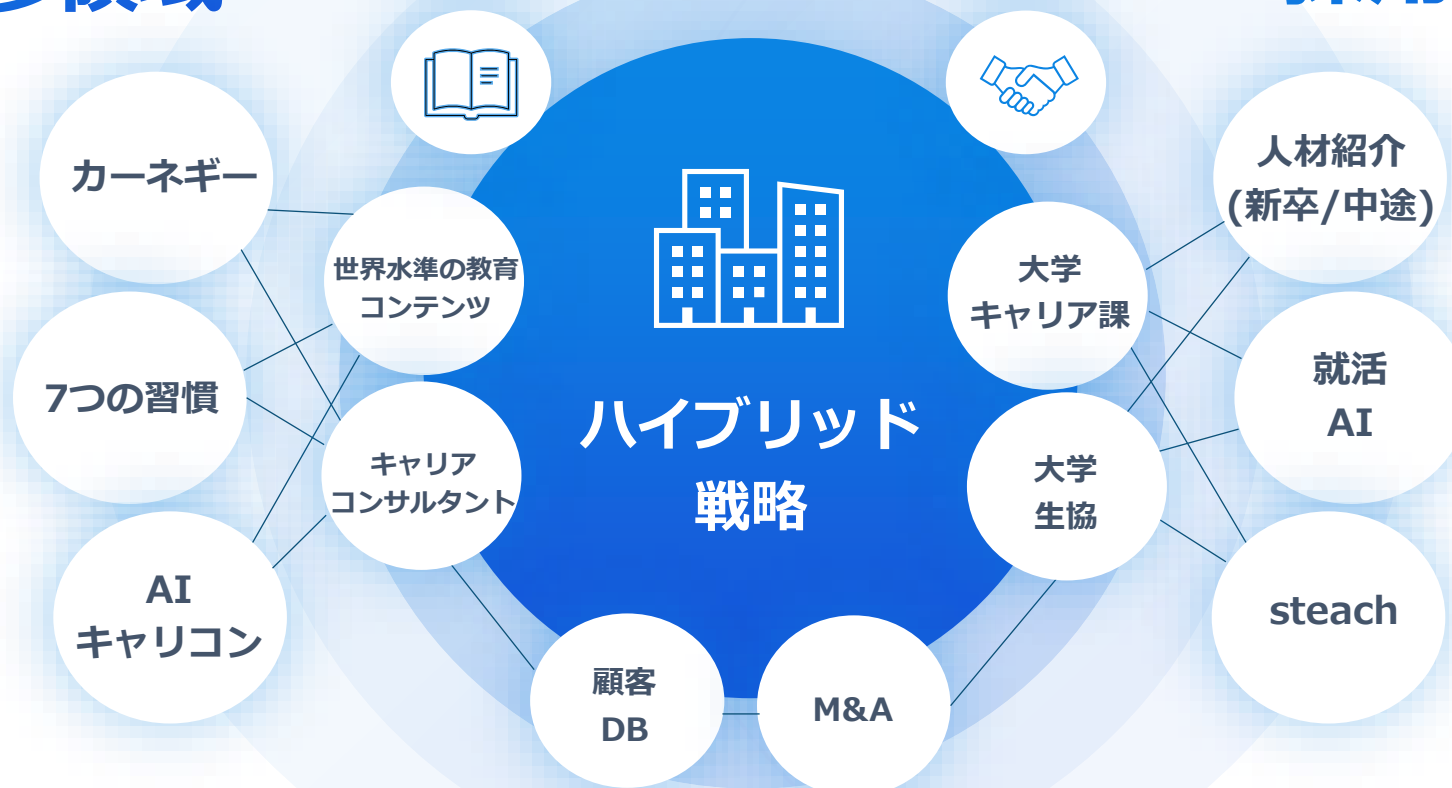 領域
カーネギー
7つの習慣
AI
キャリコン
世界水準の教育
コンテンツ
キャリア
コンサルタント
ハイブリッド
戦略
顧客
DB
M&A
大学
キャリア課
大学
生協
人材紹介
(新卒/中途)
就活
AI
steach